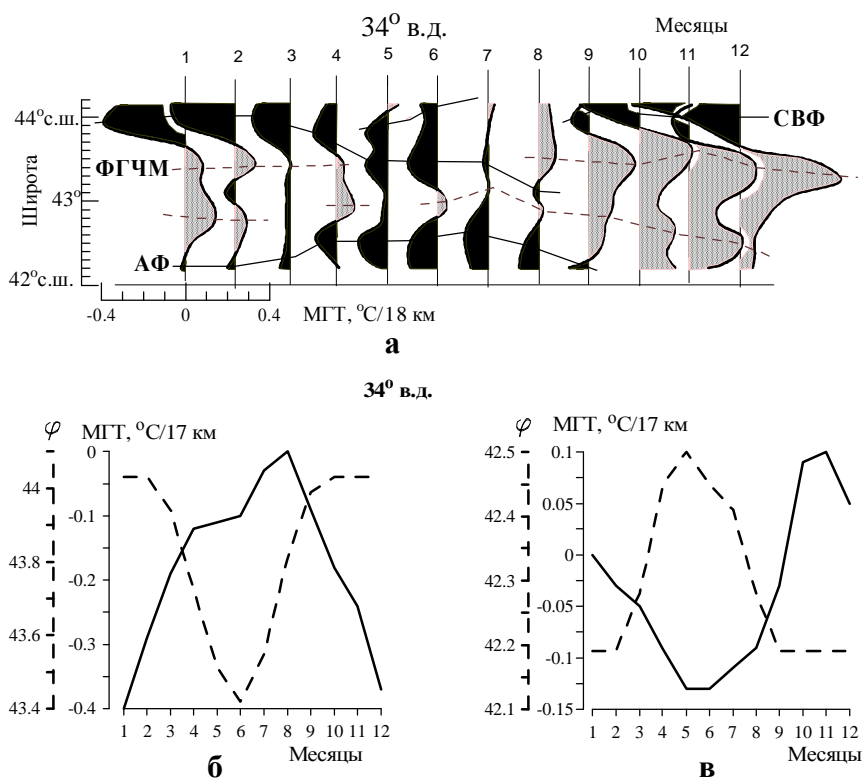 34° в.д.
Месяцы
1 2 3 4 5 6 7 8 9 10 11 12
44°с.ш.
СВФ
ФГЧМ
Широта
43°
АФ
42°с.ш.
-0.4 0 0.4
МГТ, °С/18 км
а
34° в.д.
φ МГТ, °С/17 км
0
44
-0.1
43.8
-0.2
43.6
-0.3
43.4
-0.4
1 2 3 4 5 6 7 8 9 10 11 12
Месяцы
б
φ МГТ, °С/17 км
42.5
0.1
0.05
42.4
0
42.3
-0.05
42.2
-0.1
42.1
-0.15
1 2 3 4 5 6 7 8 9 10 11 12
Месяцы
в